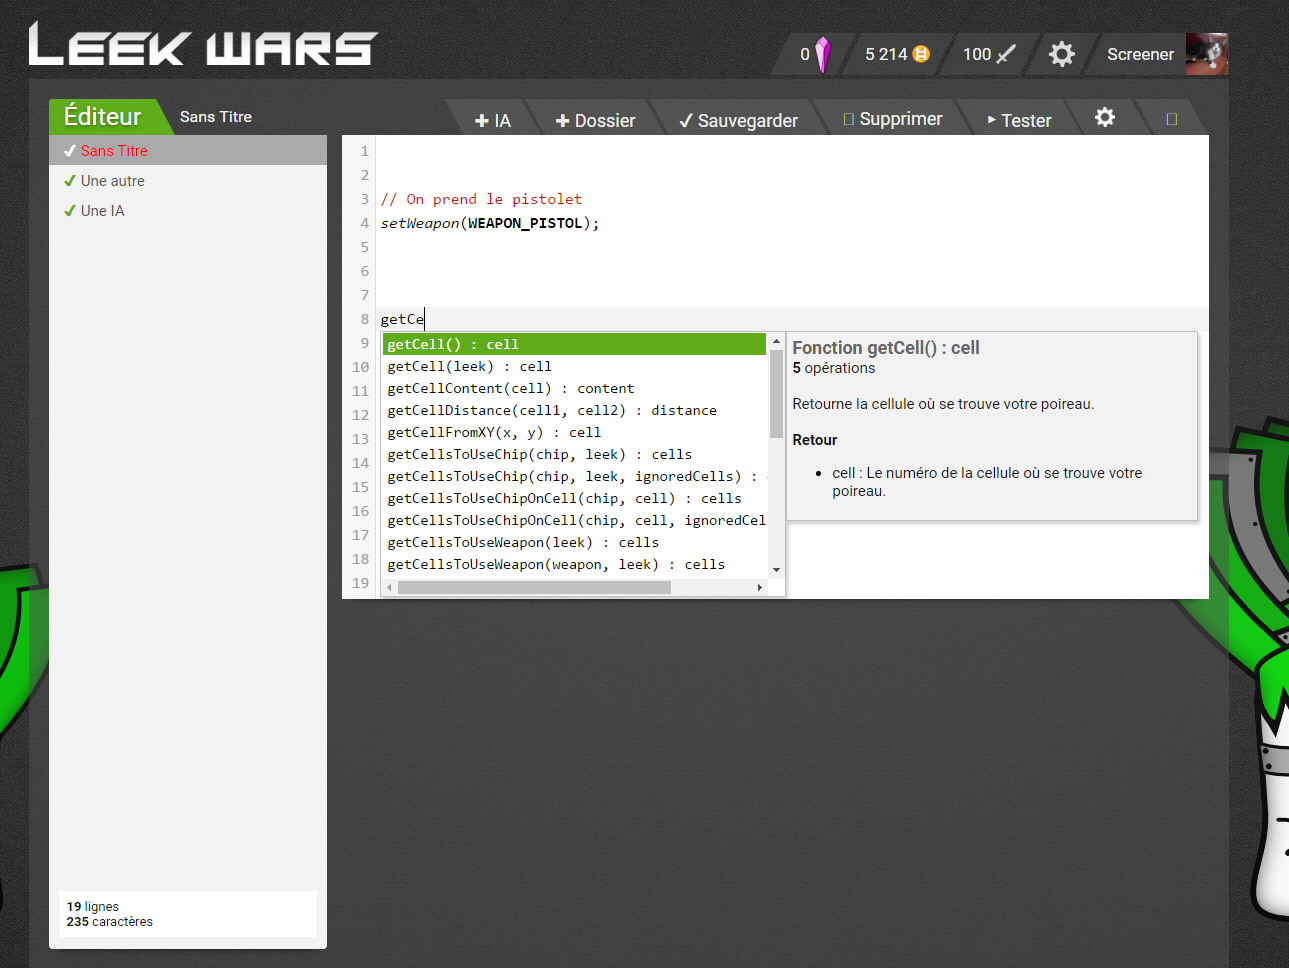 LEEK WARS
0
5 214
100
Screener
Éditeur
Sans Titre
+ IA
+ Dossier
✓ Sauvegarder
Supprimer
Tester
✓ Sans Titre
✓ Une autre
✓ Une IA
19 lignes
235 caractères
1
2
3 // On prend le pistolet
4 setWeapon(WEAPON_PISTOL);
5
6
7
8 getCe
9
10
11
12
13
14
15
16
17
18
19
getCell() : cell
getCell(leek) : cell
getCellContent(cell) : content
getCellDistance(cell1, cell2) : distance
getCellFromXY(x, y) : cell
getCellsToUseChip(chip, leek) : cells
getCellsToUseChip(chip, leek, ignoredCells) :
getCellsToUseChipOnCell(chip, cell) : cells
getCellsToUseChipOnCell(chip, cell, ignoredCel
getCellsToUseWeapon(leek) : cells
getCellsToUseWeapon(weapon, leek) : cells
Fonction getCell() : cell
5 opérations
Retourne la cellule où se trouve votre poireau.
Retour
• cell : Le numéro de la cellule où se trouve votre
poireau.